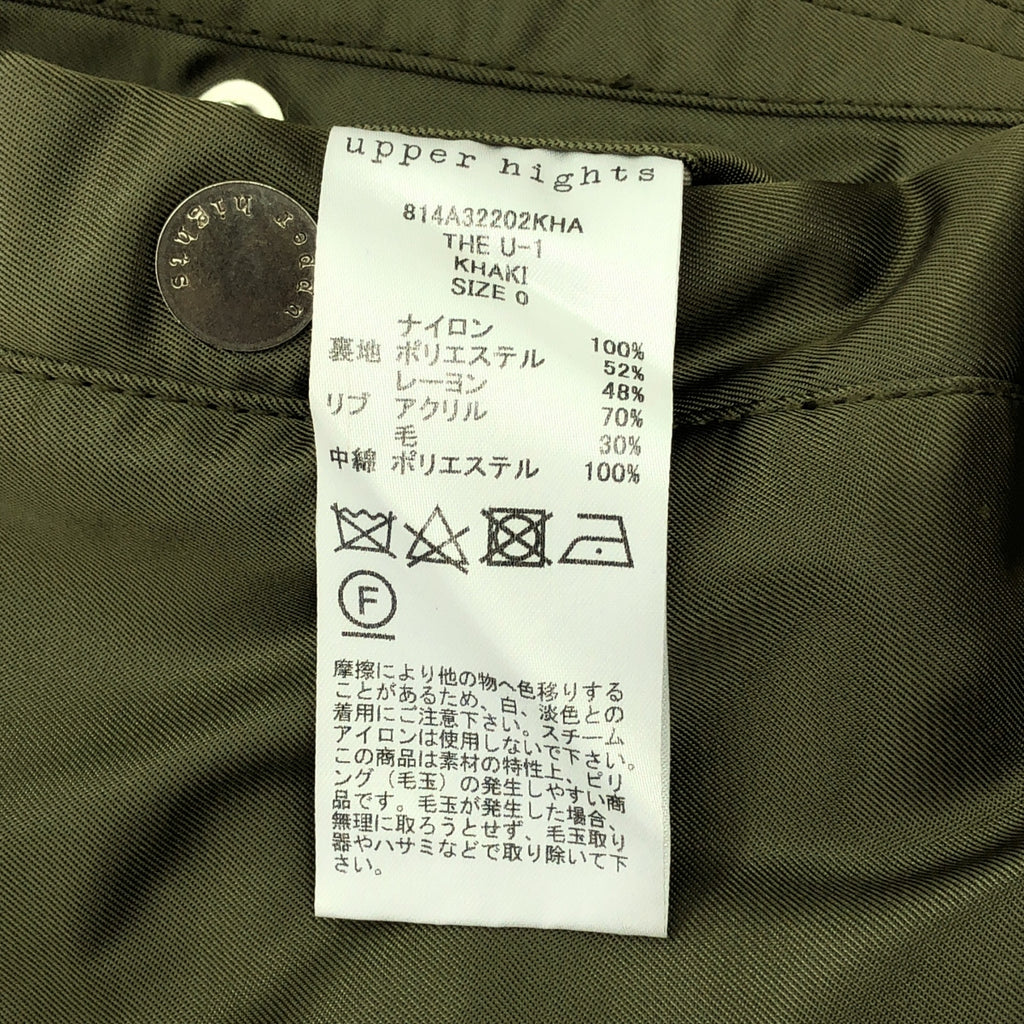 upper nights
upper nights
814A32202KHA
THE U-1
KHAKI
SIZE 0
ナイロン 100%
裏地 ポリエステル 52%
レーヨン 48%
リブ アクリル 70%
毛 30%
中綿 ポリエステル 100%
F
摩擦により他の物へ色移りする
ことがあるため、白、淡色との
着用にご注意下さい。スチーム
アイロンは使用しないで下さい。
この商品は素材の特性上、ピリ
ング（毛玉）の発生しやすい商
品です。毛玉が発生した場合、
無理に取ろうとせず、毛玉取り
器やハサミなどで取り除いて下
さい。